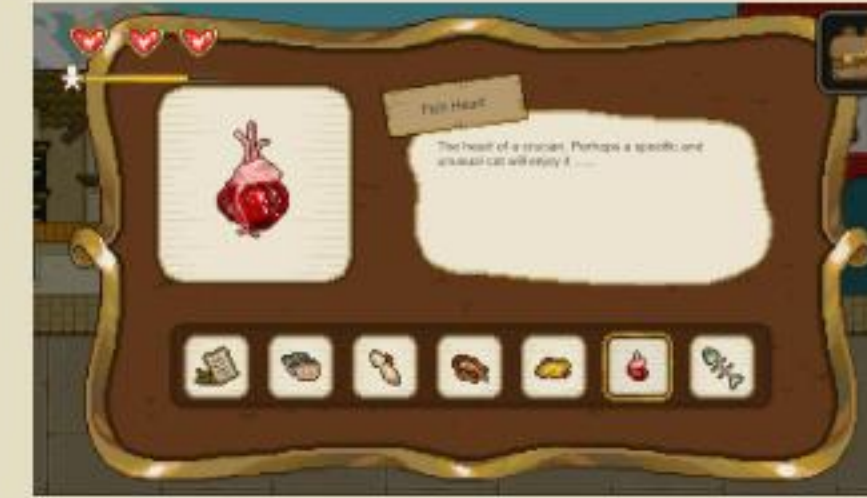 Fish Heart
The heart of a crucian. Perhaps a specific and
unusual cat will enjoy it .....